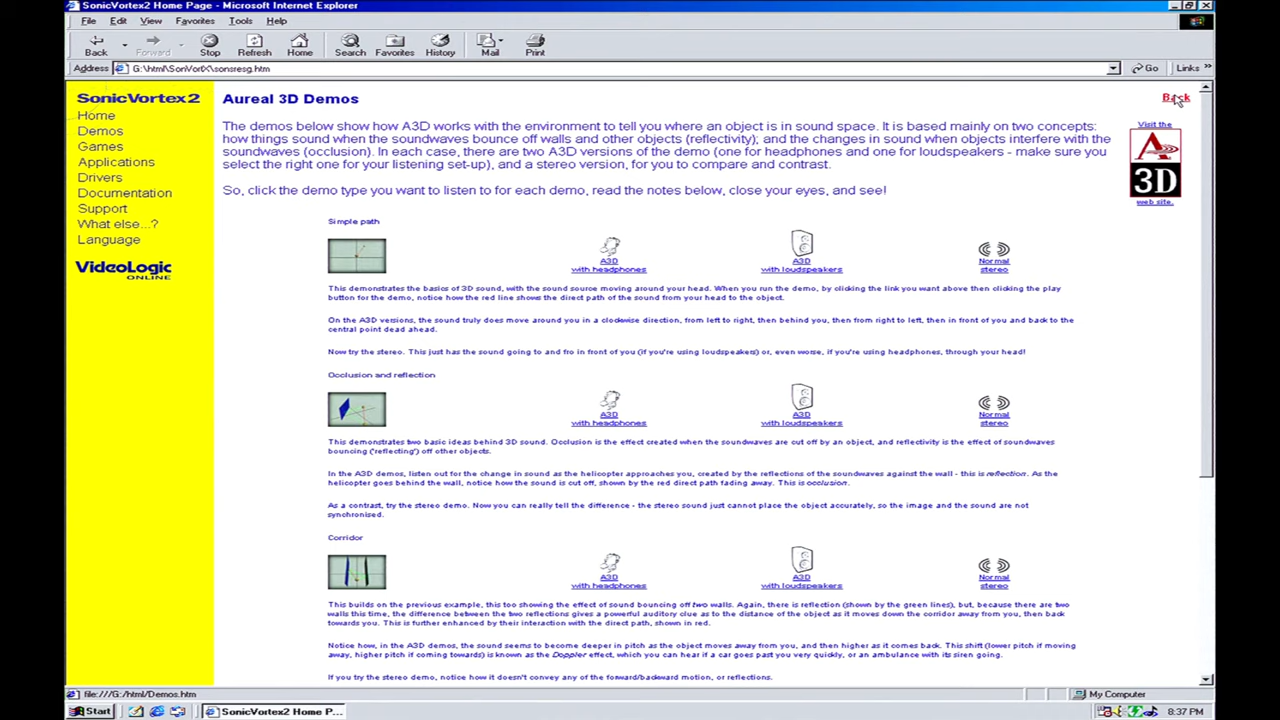 SonicVortex2 Home Page - Microsoft Internet Explorer
File Edit View Favorites Tools Help
Back Forward Stop Refresh Home Search Favorites History Mail Print
Address G:\html\SonVortX\sonsresg.htm Go Links »
SonicVortex2
Home
Demos
Games
Applications
Drivers
Documentation
Support
What else...?
Language
VideoLogic
ONLINE
Aureal 3D Demos
Back
The demos below show how A3D works with the environment to tell you where an object is in sound space. It is based mainly on two concepts:
how things sound when the soundwaves bounce off walls and other objects (reflectivity); and the changes in sound when objects interfere with the
soundwaves (occlusion). In each case, there are two A3D versions of the demo (one for headphones and one for loudspeakers - make sure you
select the right one for your listening set-up), and a stereo version, for you to compare and contrast.
So, click the demo type you want to listen to for each demo, read the notes below, close your eyes, and see!
Visit the
A
3D
web site.
Simple path
A3D
with headphones
A3D
with loudspeakers
Normal
stereo
This demonstrates the basics of 3D sound, with the sound source moving around your head. When you run the demo, by clicking the link you want above then clicking the play
button for the demo, notice how the red line shows the direct path of the sound from your head to the object.
On the A3D versions, the sound truly does move around you in a clockwise direction, from left to right, then behind you, then from right to left, then in front of you and back to the
central point dead ahead.
Now try the stereo. This just has the sound going to and fro in front of you (if you're using loudspeakers) or, even worse, if you're using headphones, through your head!
Occlusion and reflection
A3D
with headphones
A3D
with loudspeakers
Normal
stereo
This demonstrates two basic ideas behind 3D sound. Occlusion is the effect created when the soundwaves are cut off by an object, and reflectivity is the effect of soundwaves
bouncing ('reflecting') off other objects.
In the A3D demos, listen out for the change in sound as the helicopter approaches you, created by the reflections of the soundwaves against the wall - this is reflection. As the
helicopter goes behind the wall, notice how the sound is cut off, shown by the red direct path fading away. This is occlusion.
As a contrast, try the stereo demo. Now you can really tell the difference - the stereo sound just cannot place the object accurately, so the image and the sound are not
synchronised.
Corridor
A3D
with headphones
A3D
with loudspeakers
Normal
stereo
This builds on the previous example, this too showing the effect of sound bouncing off two walls. Again, there is reflection (shown by the green lines), but, because there are two
walls this time, the difference between the two reflections gives a powerful auditory clue as to the distance of the object as it moves down the corridor away from you, then back
towards you. This is further enhanced by their interaction with the direct path, shown in red.
Notice how, in the A3D demos, the sound seems to become deeper in pitch as the object moves away from you, and then higher as it comes back. This shift (lower pitch if moving
away, higher pitch if coming towards) is known as the Doppler effect, which you can hear if a car goes past you very quickly, or an ambulance with its siren going.
If you try the stereo demo, notice how it doesn't convey any of the forward/backward motion, or reflections.
file:///G:/html/Demos.htm My Computer
Start SonicVortex2 Home P... 8:37 PM